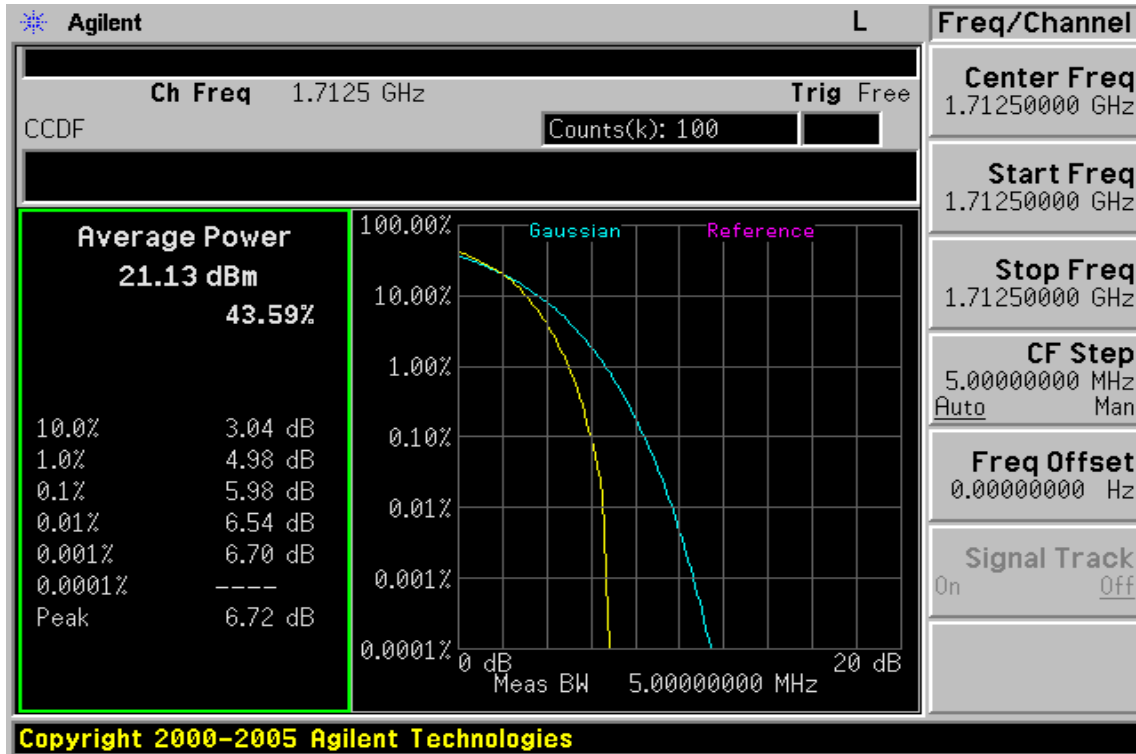 Agilent L
Ch Freq 1.7125 GHz Trig Free
CCDF Counts(k): 100
Average Power
21.13 dBm
43.59%
10.0% 3.04 dB
1.0% 4.98 dB
0.1% 5.98 dB
0.01% 6.54 dB
0.001% 6.70 dB
0.0001% ----
Peak 6.72 dB
Gaussian Reference
100.00%
10.00%
1.00%
0.10%
0.01%
0.001%
0.0001%
0 dB 20 dB
Meas BW 5.00000000 MHz
Freq/Channel
Center Freq
1.71250000 GHz
Start Freq
1.71250000 GHz
Stop Freq
1.71250000 GHz
CF Step
5.00000000 MHz
Auto Man
Freq Offset
0.00000000 Hz
Signal Track
On Off
Copyright 2000-2005 Agilent Technologies